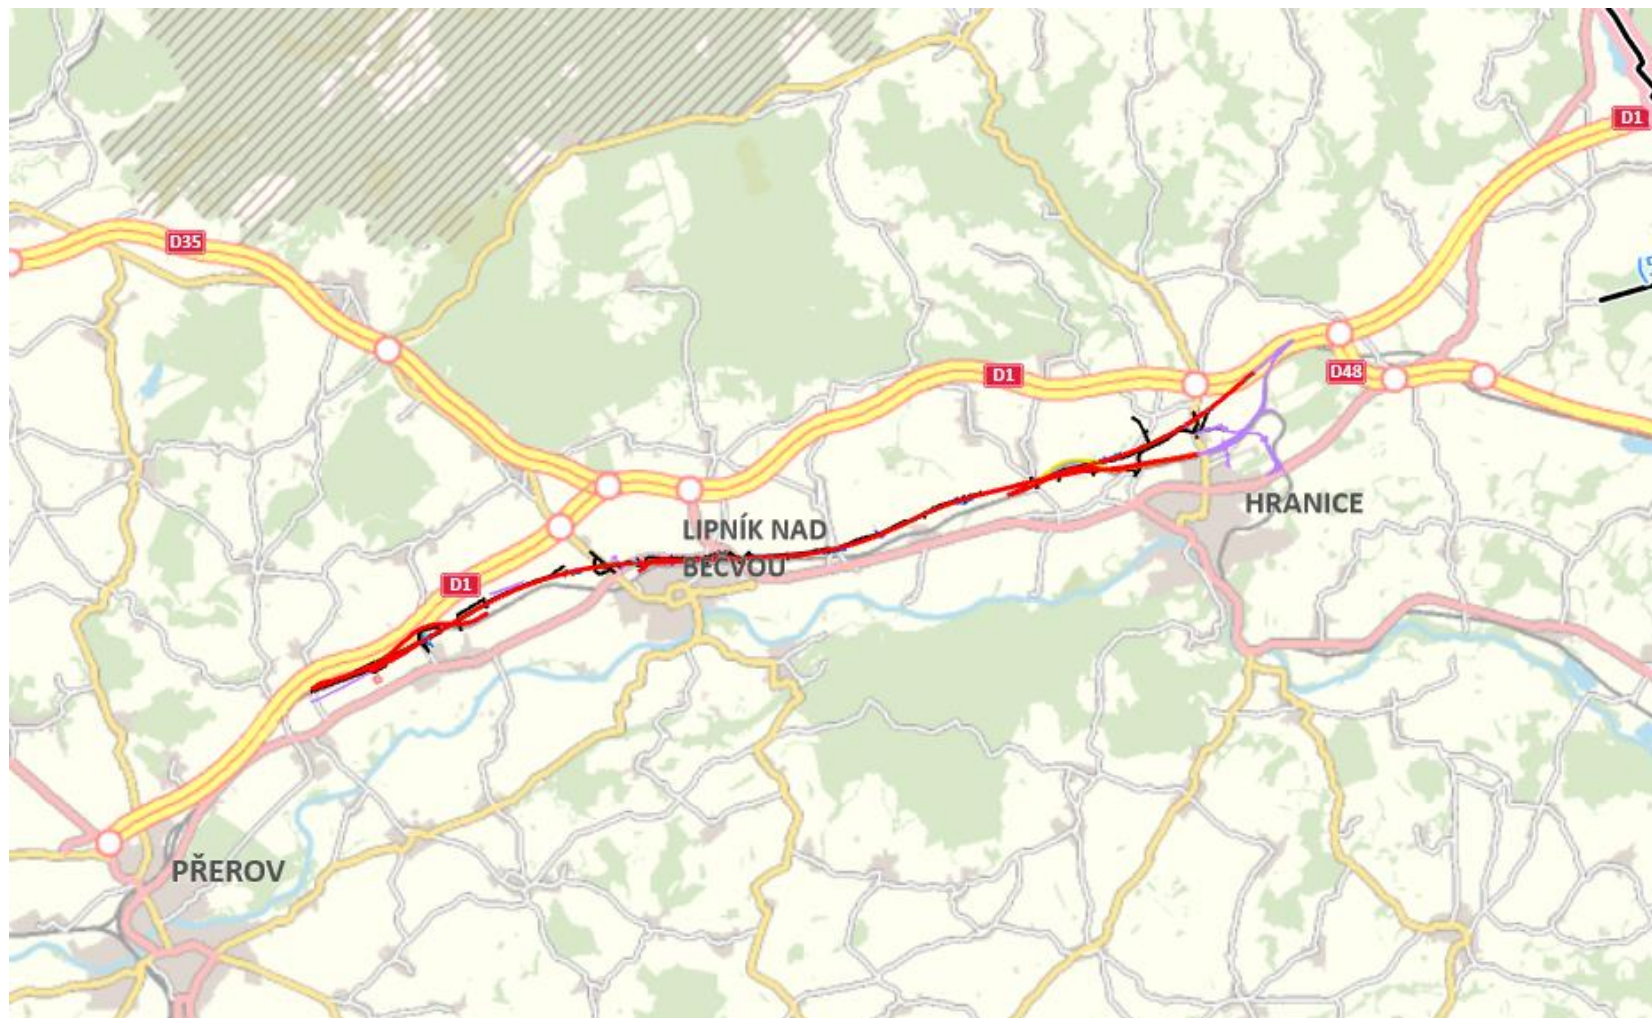 D1
D35
D1
D48
HRANICE
LIPNÍK NAD
BEČVOU
D1
PŘEROV